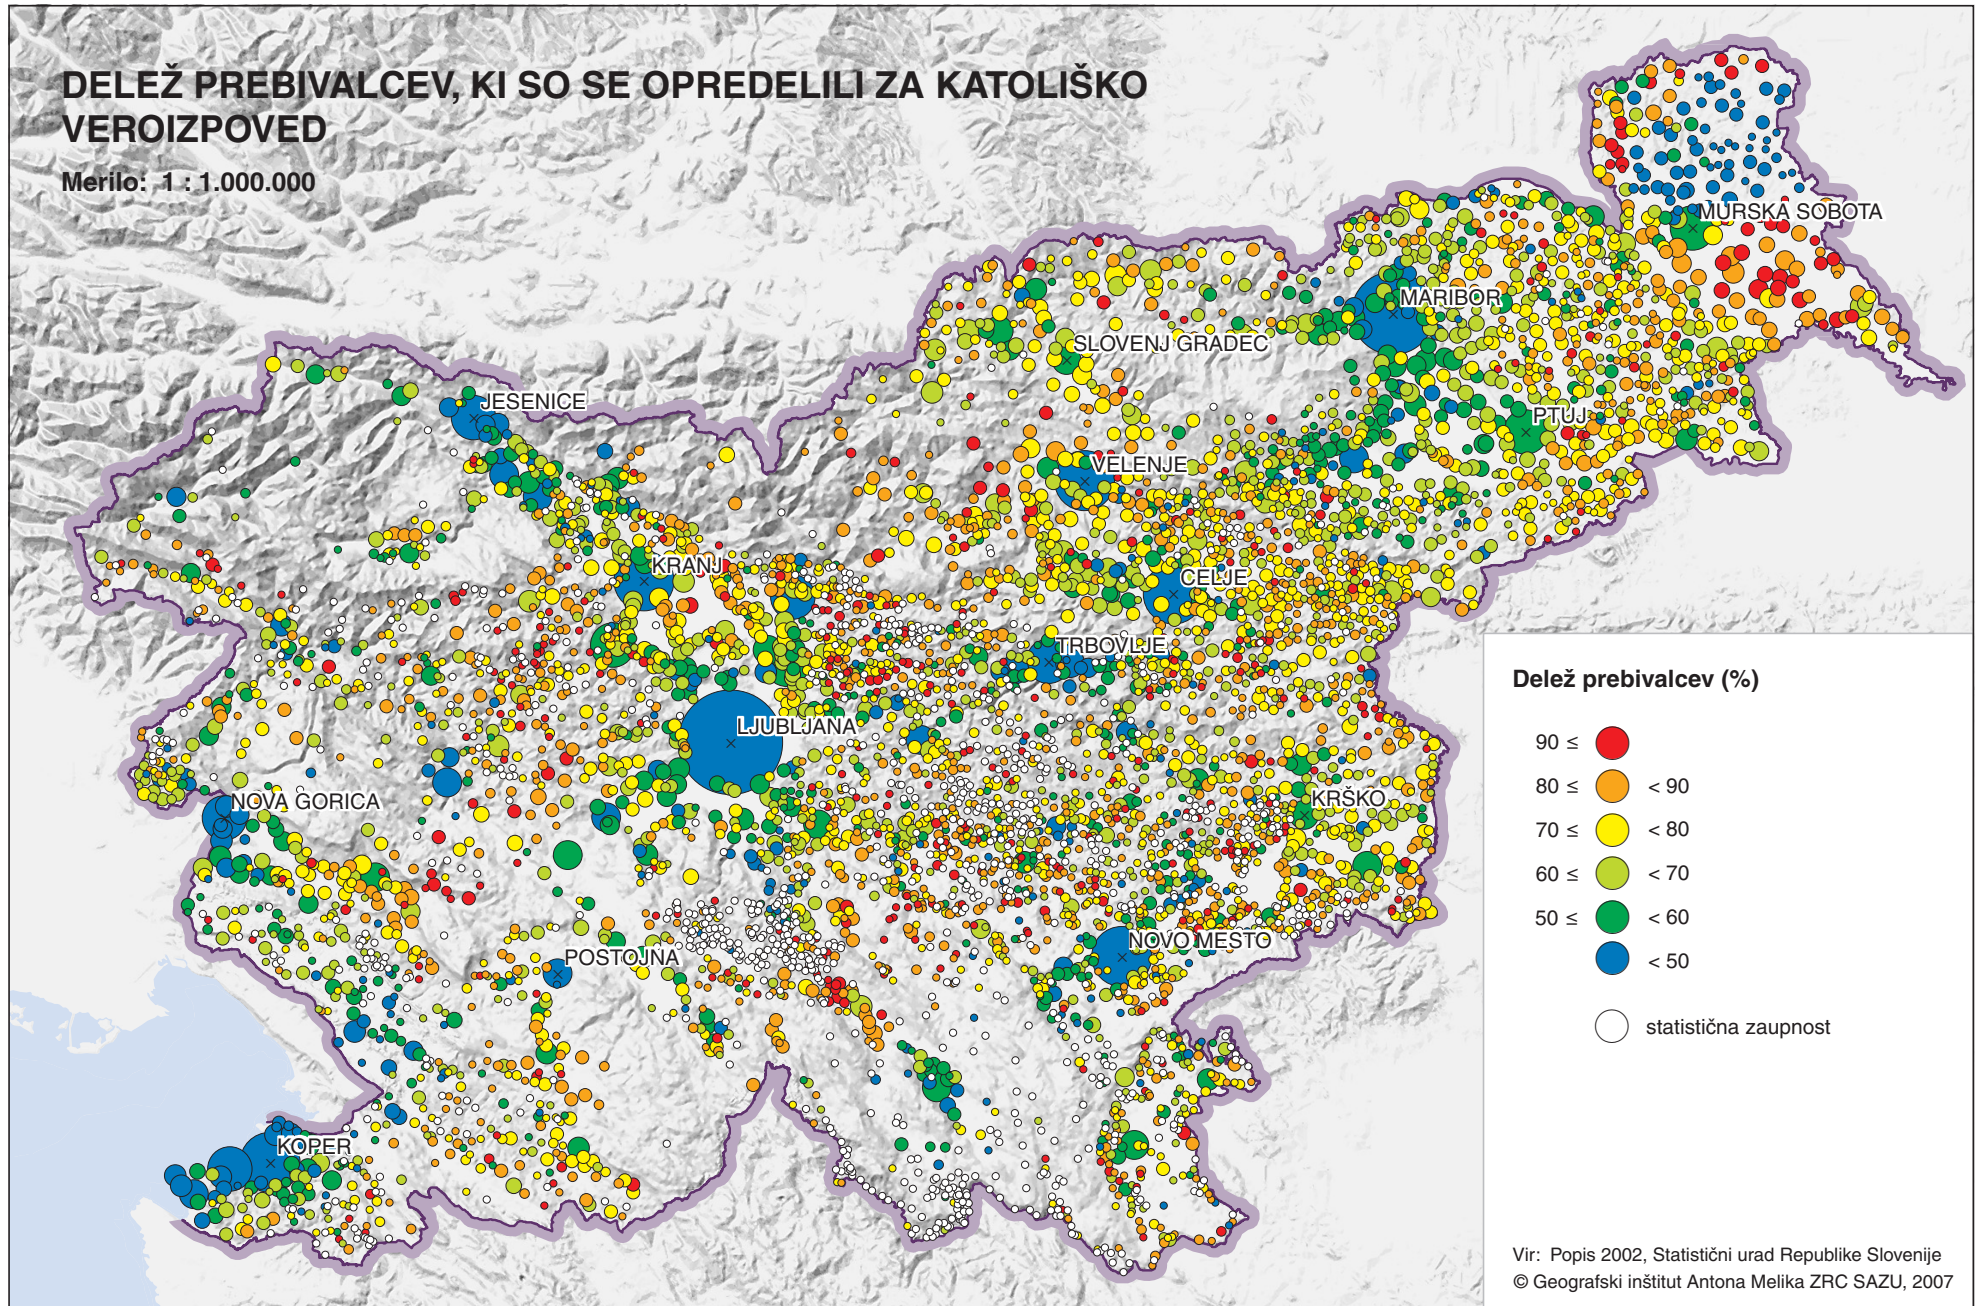 DELEŽ PREBIVALCEV, KI SO SE OPREDELILI ZA KATOLIŠKO
VEROIZPOVED
Merilo: 1 : 1.000.000
MURSKA SOBOTA
MARIBOR
SLOVENJ GRADEC
JESENICE
PTUJ
VELENJE
KRANJ
CELJE
TRBOVLJE
LJUBLJANA
NOVA GORICA
KRŠKO
NOVO MESTO
POSTOJNA
KOPER
Delež prebivalcev (%)
90 ≤
80 ≤ < 90
70 ≤ < 80
60 ≤ < 70
50 ≤ < 60
< 50
statistična zaupnost
Vir: Popis 2002, Statistični urad Republike Slovenije
© Geografski inštitut Antona Melika ZRC SAZU, 2007